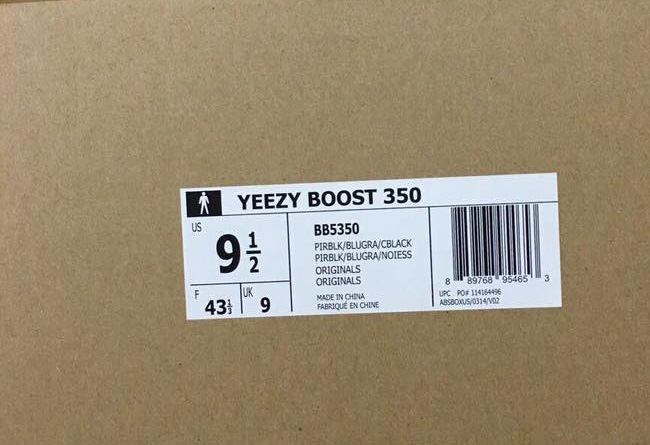 YEEZY BOOST 350
US
9 1/2
F
43 1/3
UK
9
BB5350
PIRBLK/BLUGRA/CBLACK
PIRBLK/BLUGRA/NOIESS
ORIGINALS
ORIGINALS
MADE IN CHINA
FABRIQUÉ EN CHINE
8 89768 95465 3
UPC PO# 114164496
ABSBOXUS/0314/V02